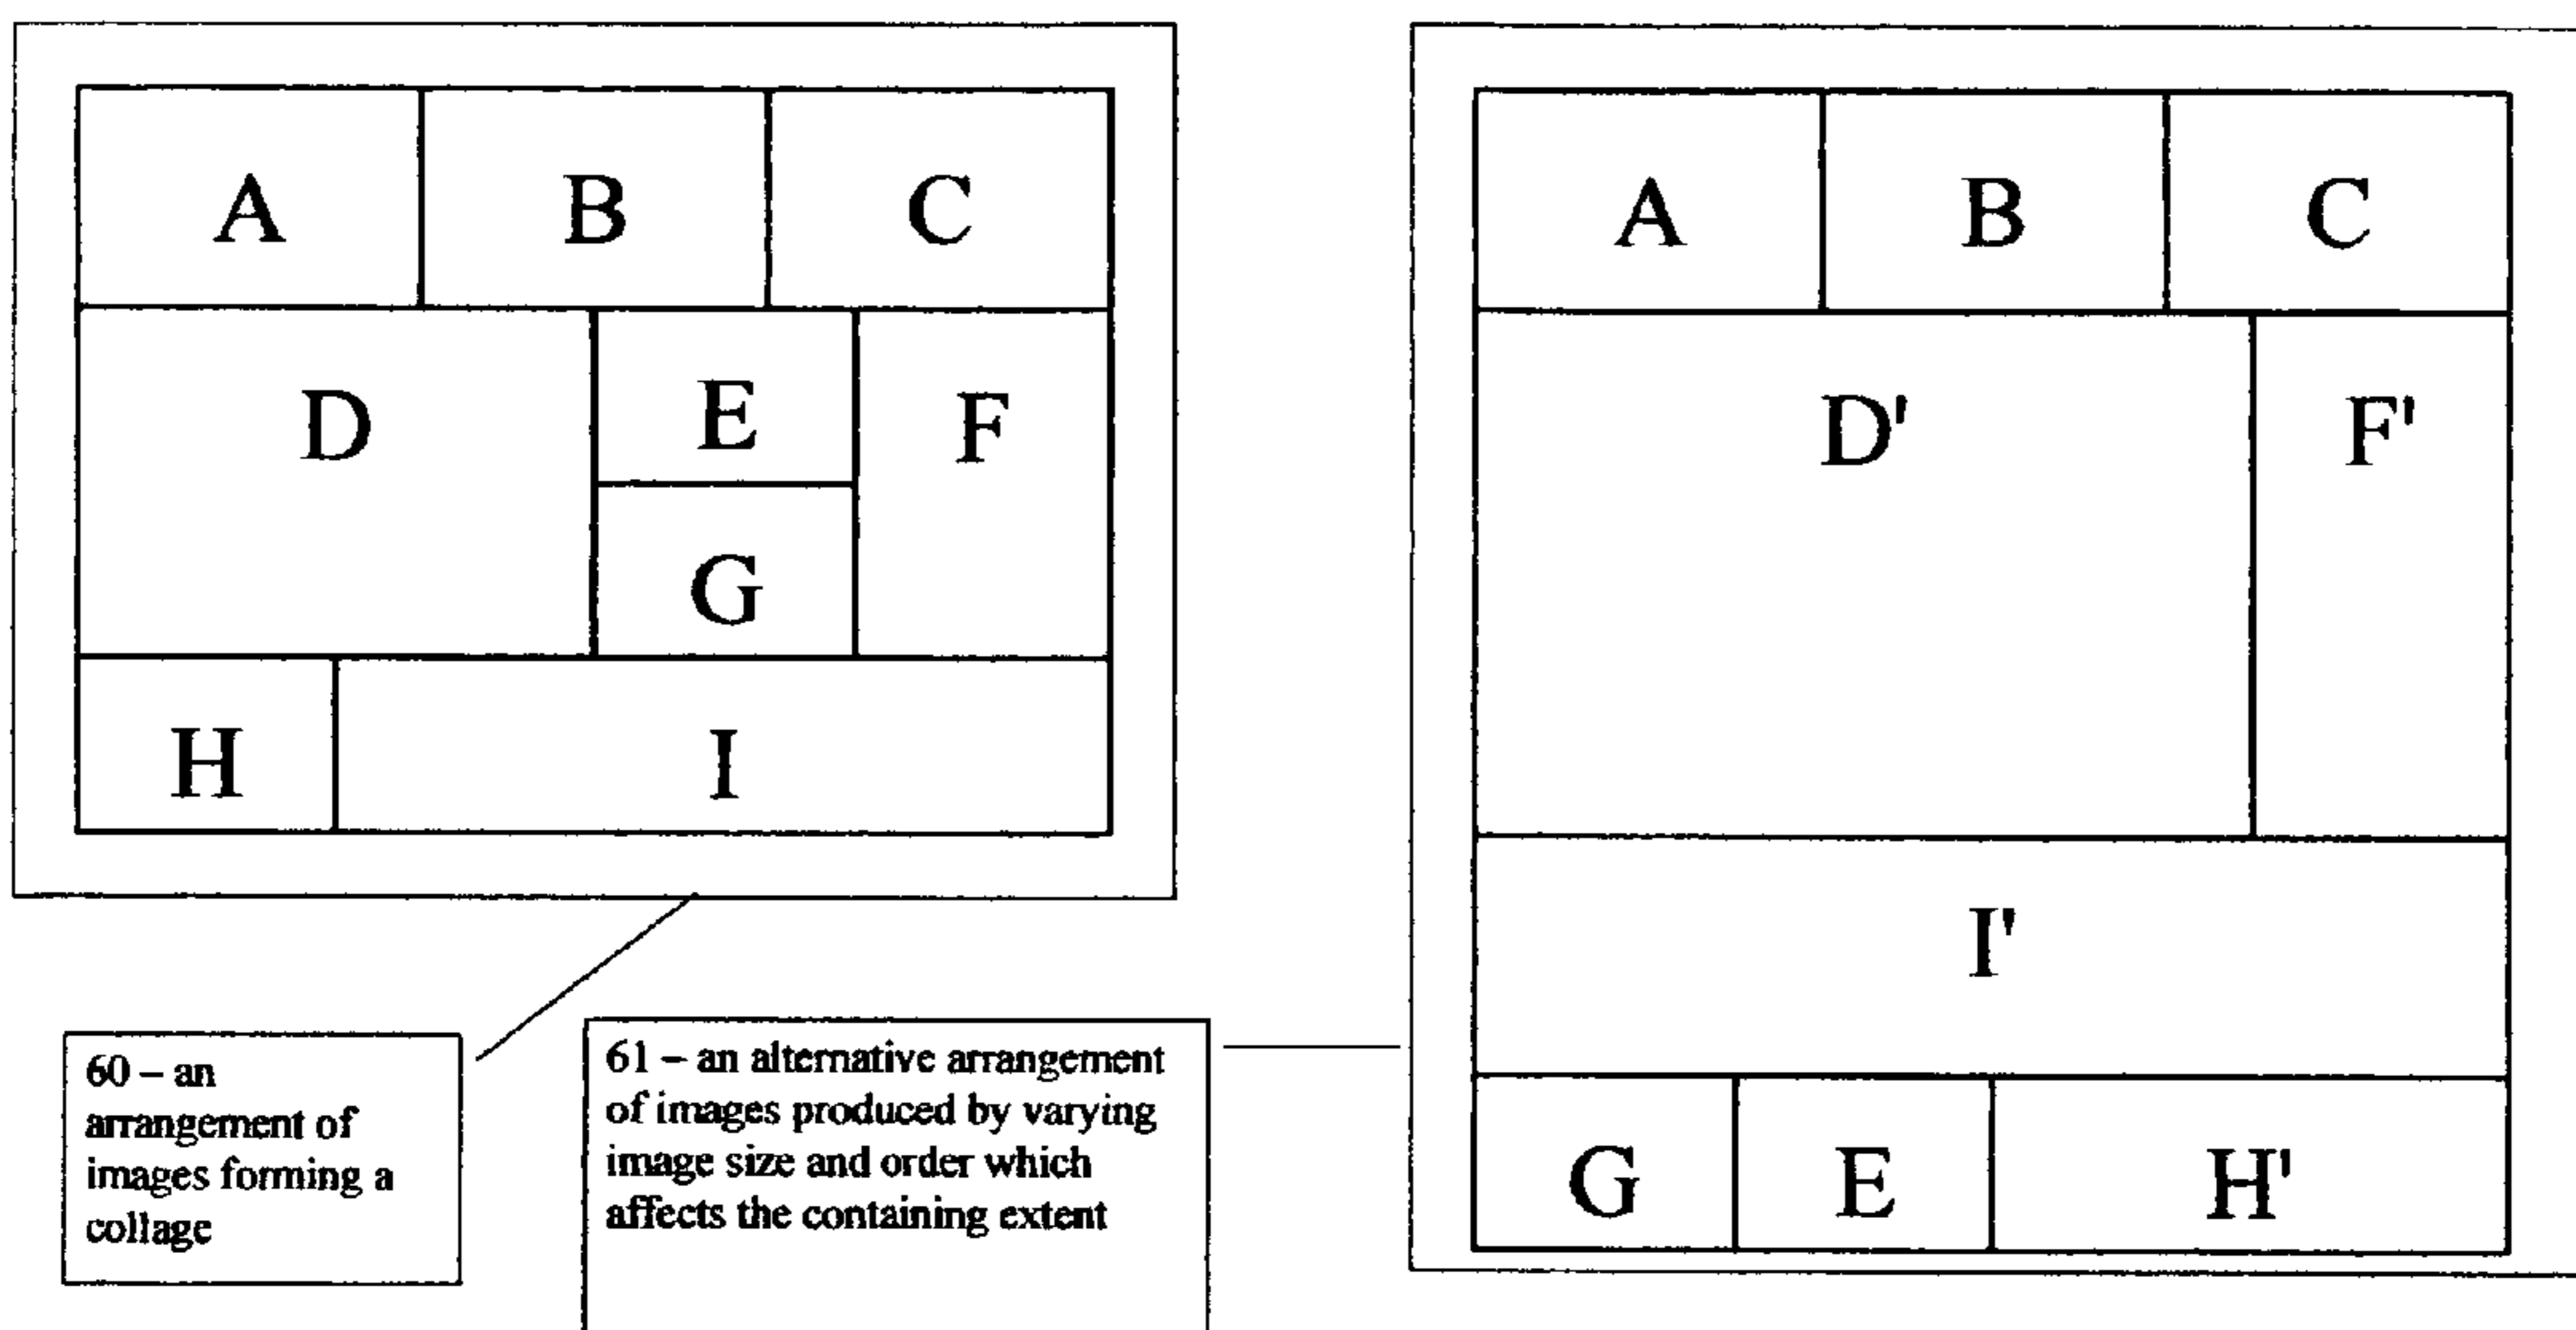 A B C
D E F
G
H I
A B C
D' F'
I'
G E H'
60 – an
arrangement of
images forming a
collage
61 – an alternative arrangement
of images produced by varying
image size and order which
affects the containing extent